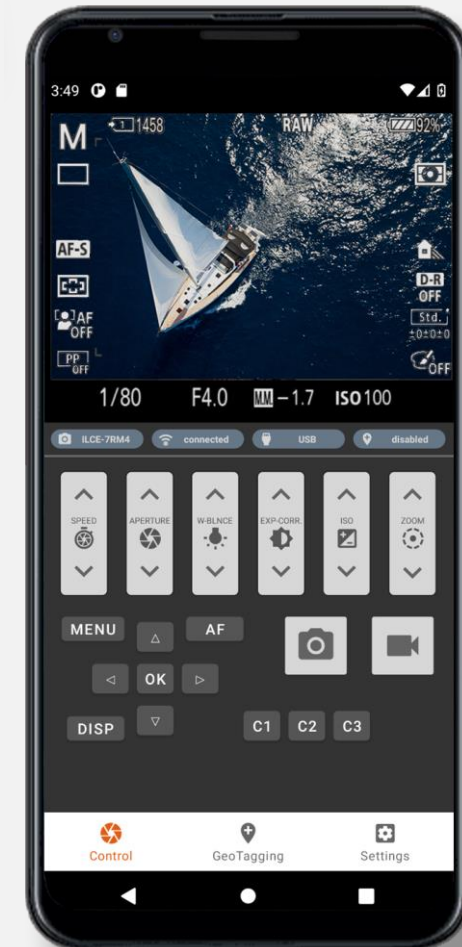 3:49
M 1 1458 RAW 92%
AF-S
D-R
OFF
AF
OFF
Std.
±0±0±0
PP
OFF
OFF
1/80 F4.0 M.M. －1.7 ISO100
ILCE-7RM4 connected USB disabled
SPEED APERTURE W-BLNCE EXP-CORR. ISO ZOOM
MENU AF
OK
DISP C1 C2 C3
Control GeoTagging Settings